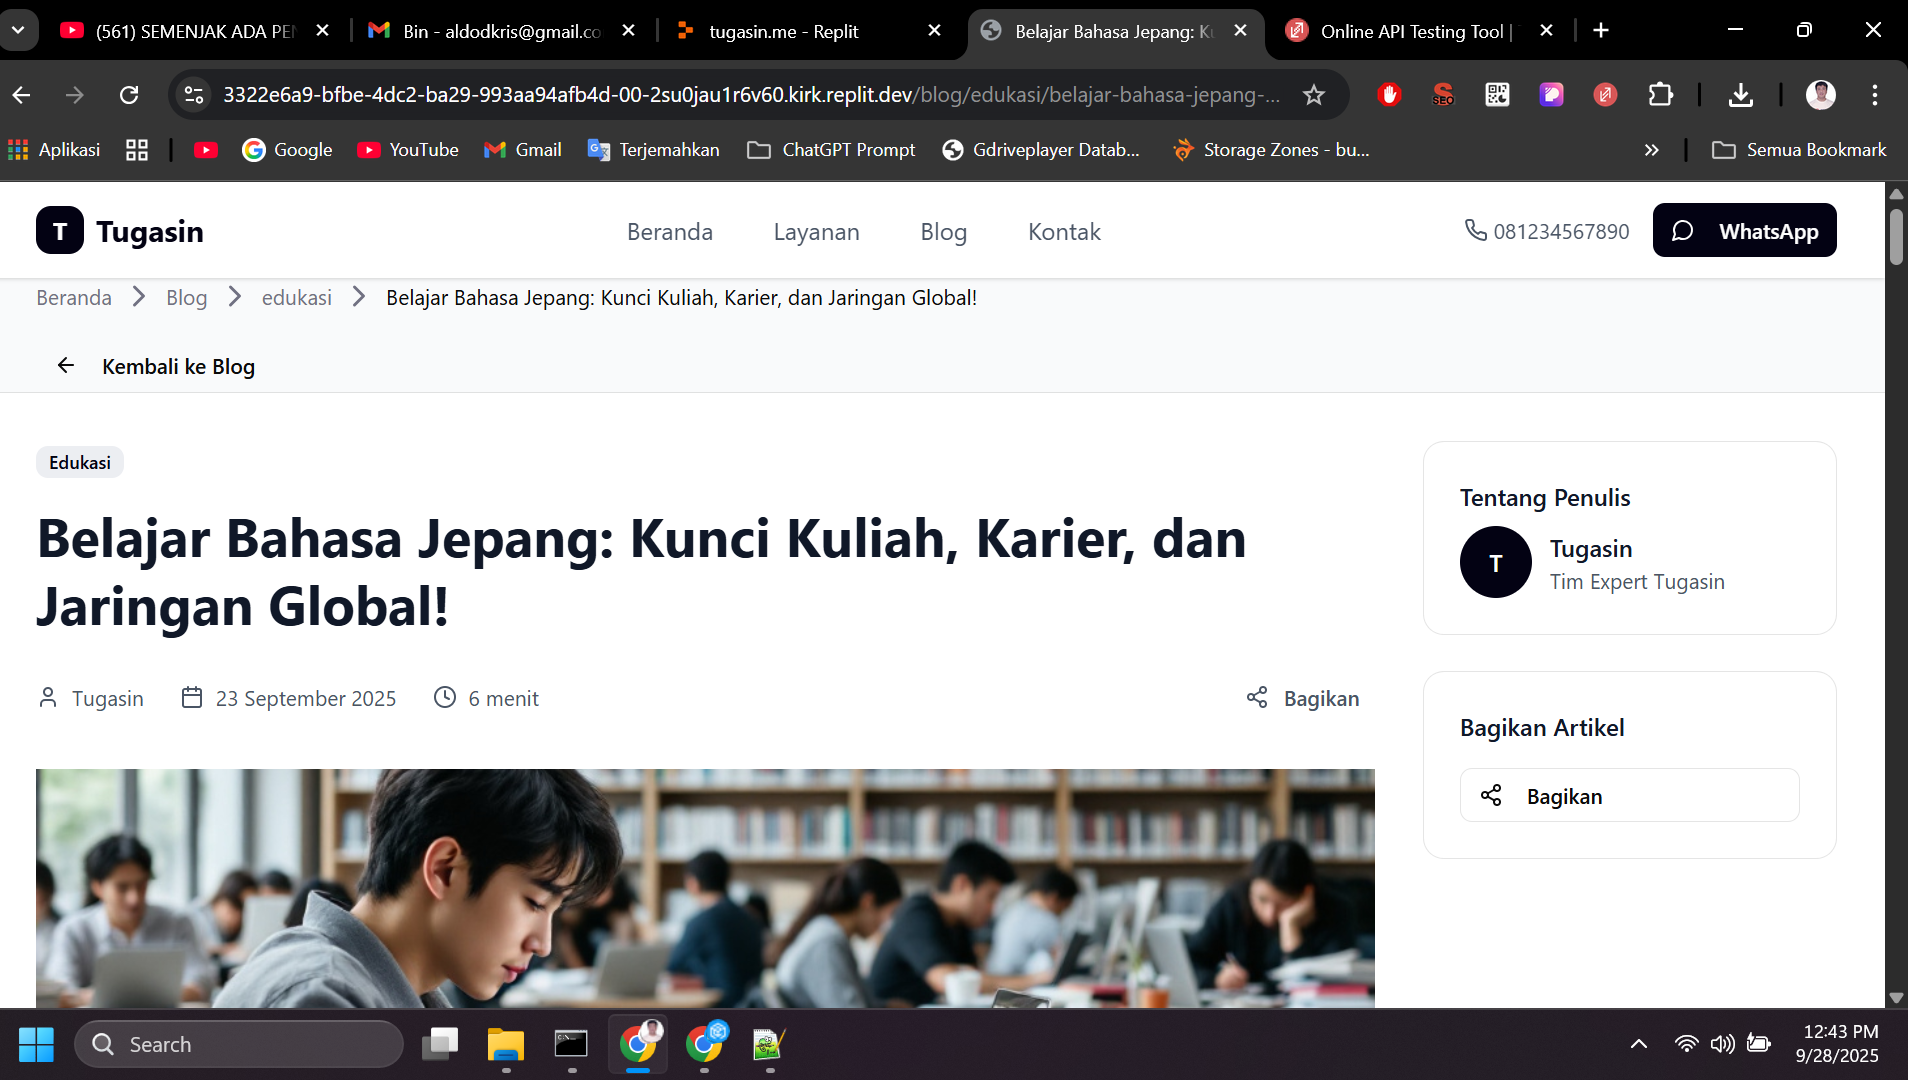 (561) SEMENJAK ADA PEN
Bin - aldodkris@gmail.co
tugasin.me - Replit
Belajar Bahasa Jepang: Ku
Online API Testing Tool |
3322e6a9-bfbe-4dc2-ba29-993aa94afb4d-00-2su0jau1r6v60.kirk.replit.dev/blog/edukasi/belajar-bahasa-jepang-...
SEO
Aplikasi
Google
YouTube
Gmail
Terjemahkan
ChatGPT Prompt
Gdriveplayer Datab...
Storage Zones - bu...
Semua Bookmark
T Tugasin
Beranda
Layanan
Blog
Kontak
081234567890
WhatsApp
Beranda > Blog > edukasi > Belajar Bahasa Jepang: Kunci Kuliah, Karier, dan Jaringan Global!
Kembali ke Blog
Edukasi
Belajar Bahasa Jepang: Kunci Kuliah, Karier, dan
Jaringan Global!
Tugasin
23 September 2025
6 menit
Bagikan
Tentang Penulis
T
Tugasin
Tim Expert Tugasin
Bagikan Artikel
Bagikan
Search
12:43 PM
9/28/2025